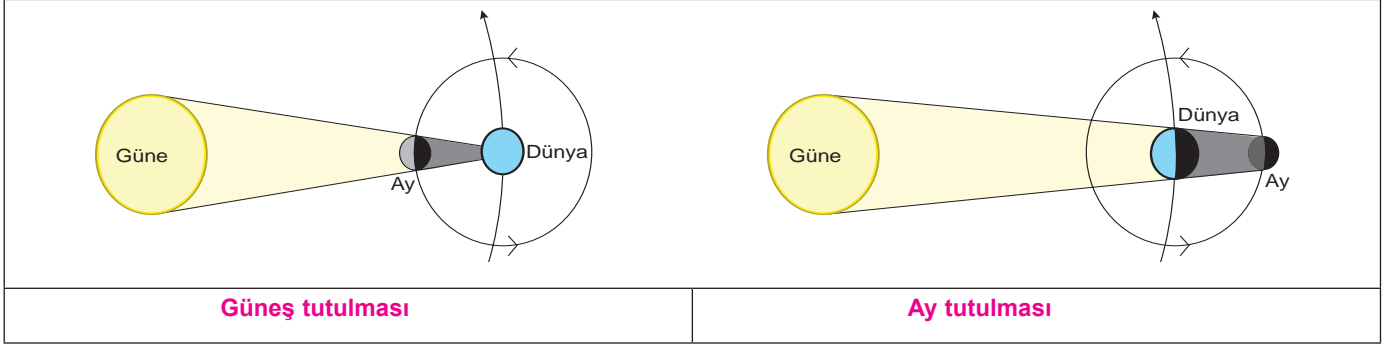 Güne
Ay
Dünya
Güne
Dünya
Ay
Güneş tutulması
Ay tutulması